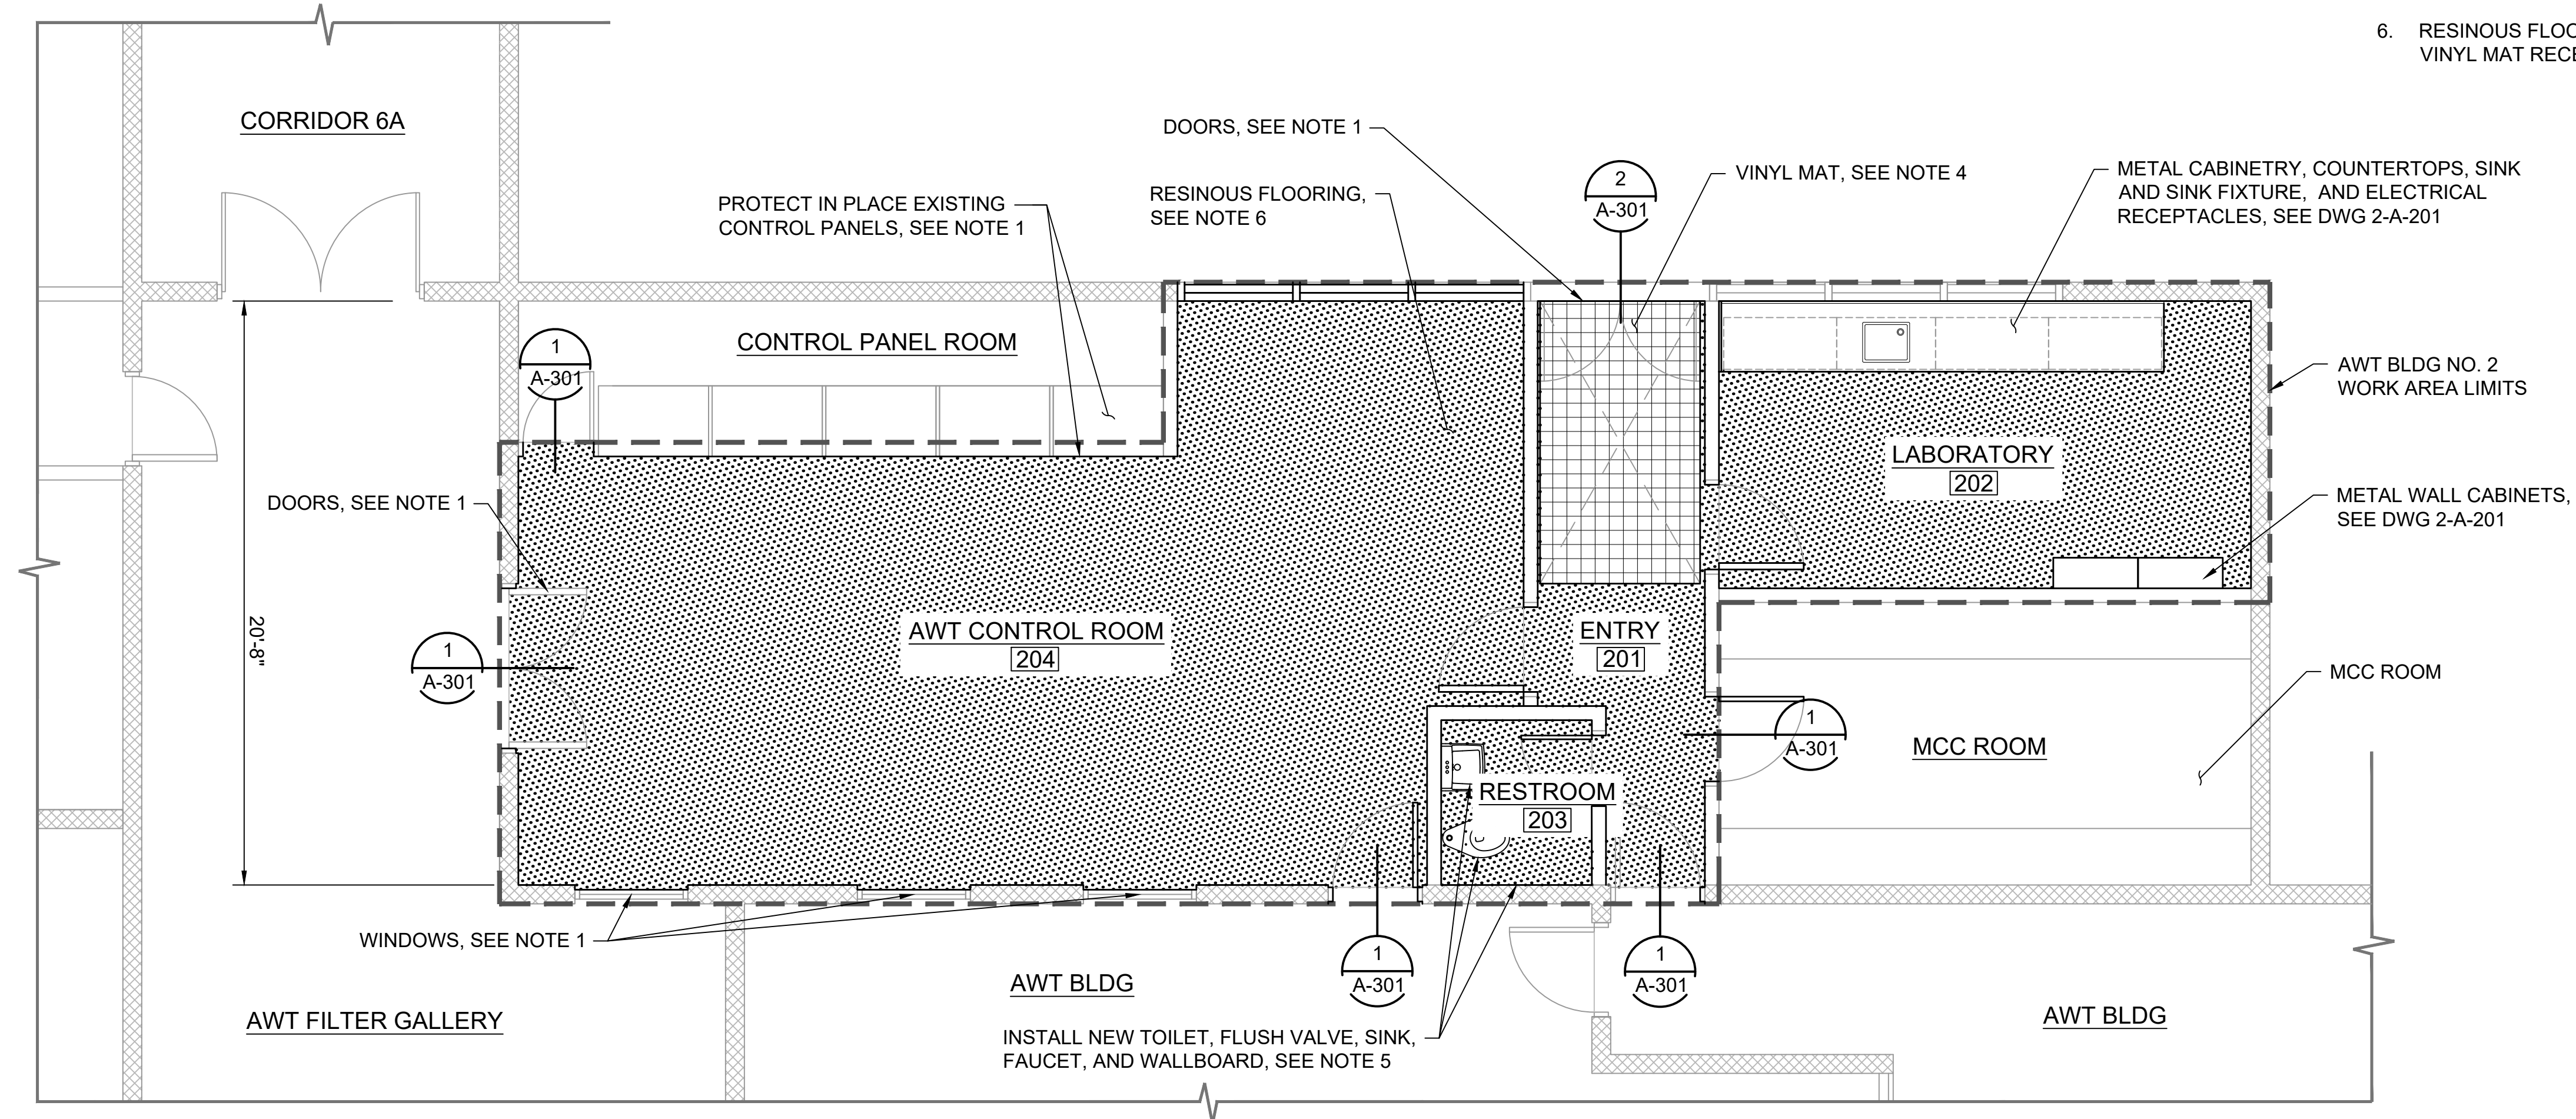 6. RESINOUS FLOO
VINYL MAT RECE
CORRIDOR 6A
DOORS, SEE NOTE 1
2
A-301
VINYL MAT, SEE NOTE 4
METAL CABINETRY, COUNTERTOPS, SINK
AND SINK FIXTURE, AND ELECTRICAL
RECEPTACLES, SEE DWG 2-A-201
PROTECT IN PLACE EXISTING
CONTROL PANELS, SEE NOTE 1
RESINOUS FLOORING,
SEE NOTE 6
CONTROL PANEL ROOM
1
A-301
AWT BLDG NO. 2
WORK AREA LIMITS
LABORATORY
202
DOORS, SEE NOTE 1
METAL WALL CABINETS,
SEE DWG 2-A-201
20'-8"
AWT CONTROL ROOM
204
ENTRY
201
1
A-301
MCC ROOM
1
A-301
MCC ROOM
RESTROOM
203
WINDOWS, SEE NOTE 1
1
A-301
1
A-301
AWT BLDG
AWT FILTER GALLERY
AWT BLDG
INSTALL NEW TOILET, FLUSH VALVE, SINK,
FAUCET, AND WALLBOARD, SEE NOTE 5